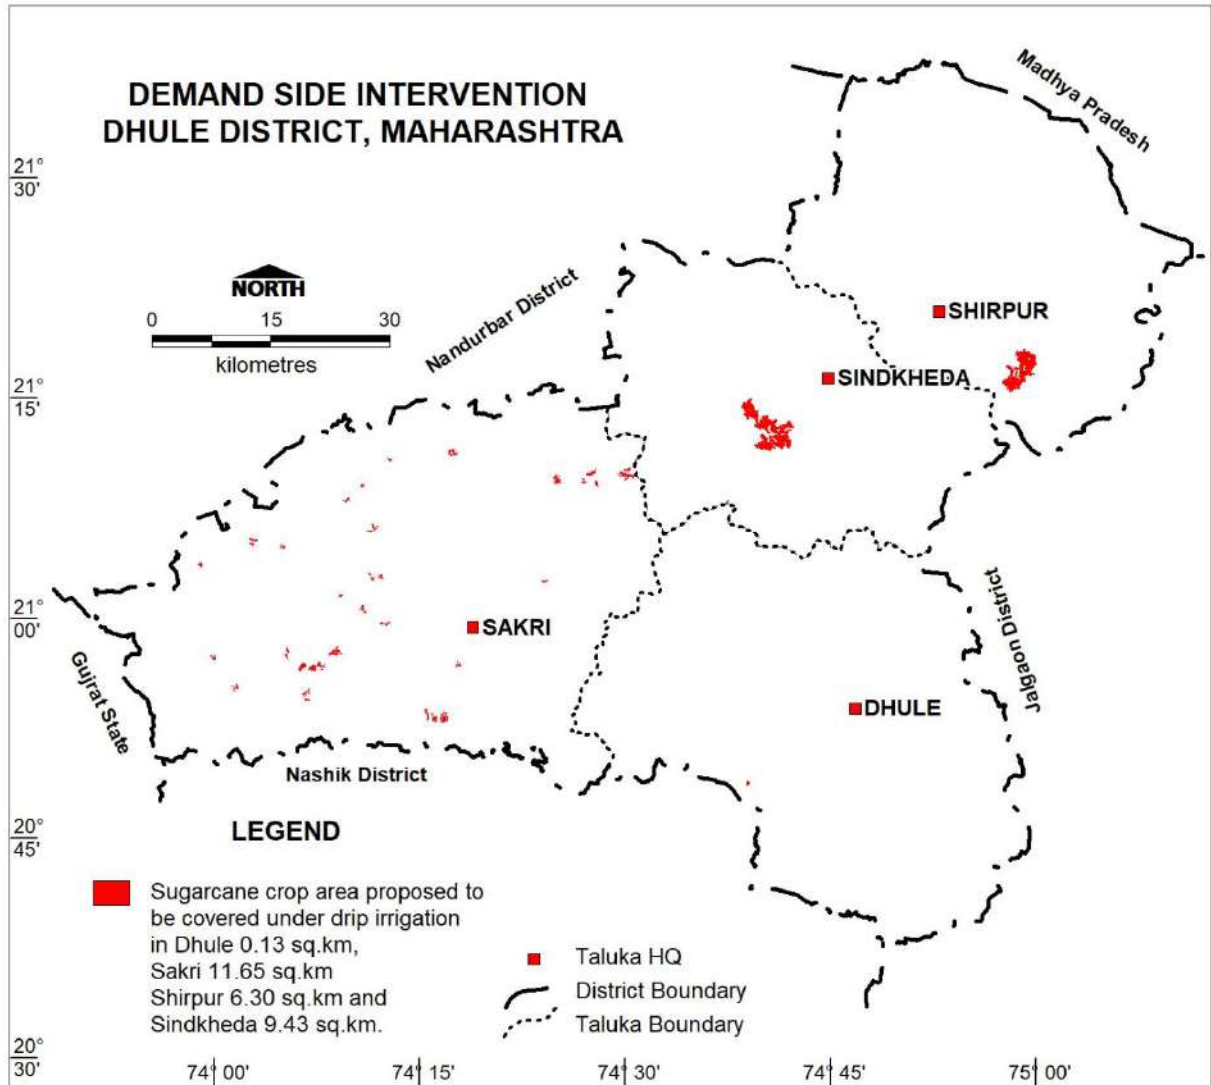 DEMAND SIDE INTERVENTION
DHULE DISTRICT, MAHARASHTRA
Madhya Pradesh
21°
30'
NORTH
0 15 30
kilometres
Nandurbar District
SHIRPUR
21°
15'
SINDKHEDA
21°
00'
SAKRI
Jalgaon District
Gujrat State
DHULE
Nashik District
20°
45'
LEGEND
Sugarcane crop area proposed to
be covered under drip irrigation
in Dhule 0.13 sq.km,
Sakri 11.65 sq.km
Shirpur 6.30 sq.km and
Sindkheda 9.43 sq.km.
Taluka HQ
District Boundary
Taluka Boundary
20°
30'
74° 00' 74° 15' 74° 30' 74° 45' 75° 00'